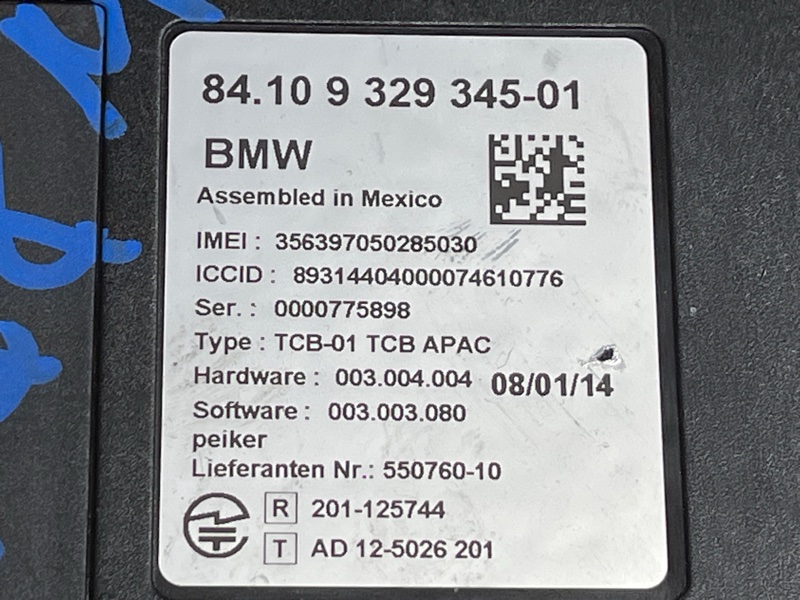 84.10 9 329 345-01
BMW
Assembled in Mexico
IMEI : 356397050285030
ICCID : 89314404000074610776
Ser. : 0000775898
Type : TCB-01 TCB APAC
Hardware : 003.004.004 08/01/14
Software : 003.003.080
peiker
Lieferanten Nr.: 550760-10
R 201-125744
T AD 12-5026 201